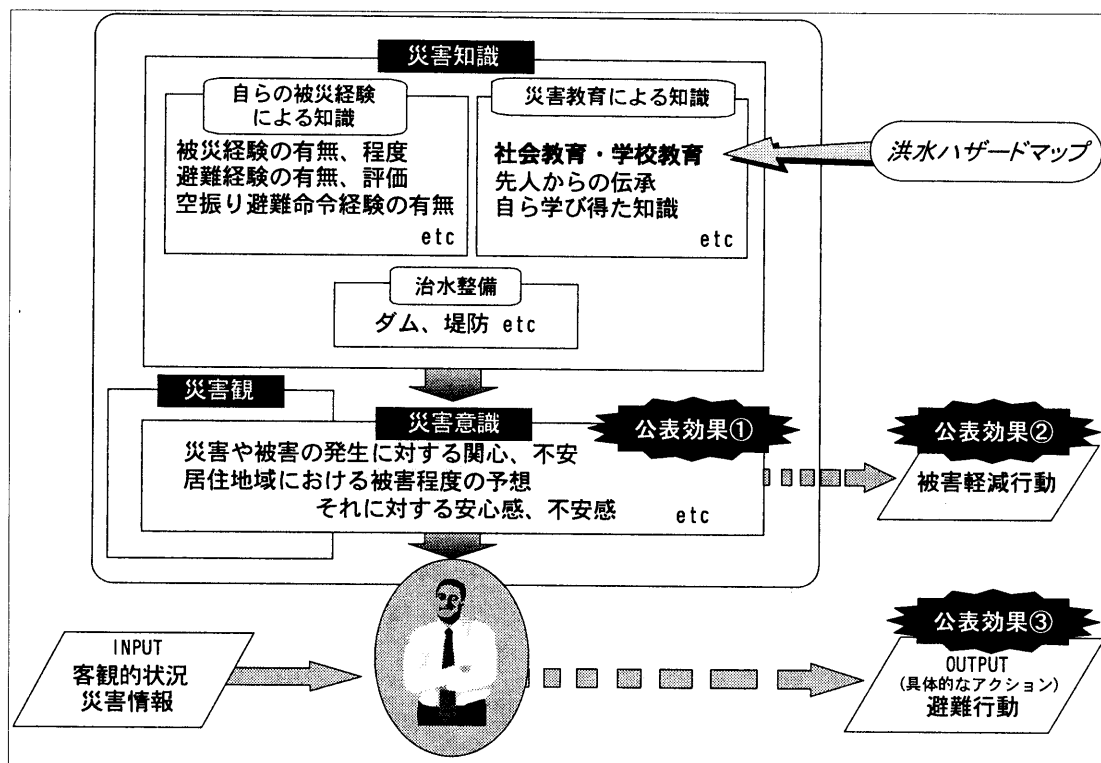 災害知識
自らの被災経験
による知識
被災経験の有無、程度
避難経験の有無、評価
空振り避難命令経験の有無
etc
災害教育による知識
社会教育・学校教育
先人からの伝承
自ら学び得た知識
etc
洪水ハザードマップ
治水整備
ダム、堤防 etc
災害観
災害意識
公表効果①
災害や被害の発生に対する関心、不安
居住地域における被害程度の予想
それに対する安心感、不安感
etc
公表効果②
被害軽減行動
INPUT
客観的状況
災害情報
公表効果③
OUTPUT
(具体的なアクション)
避難行動